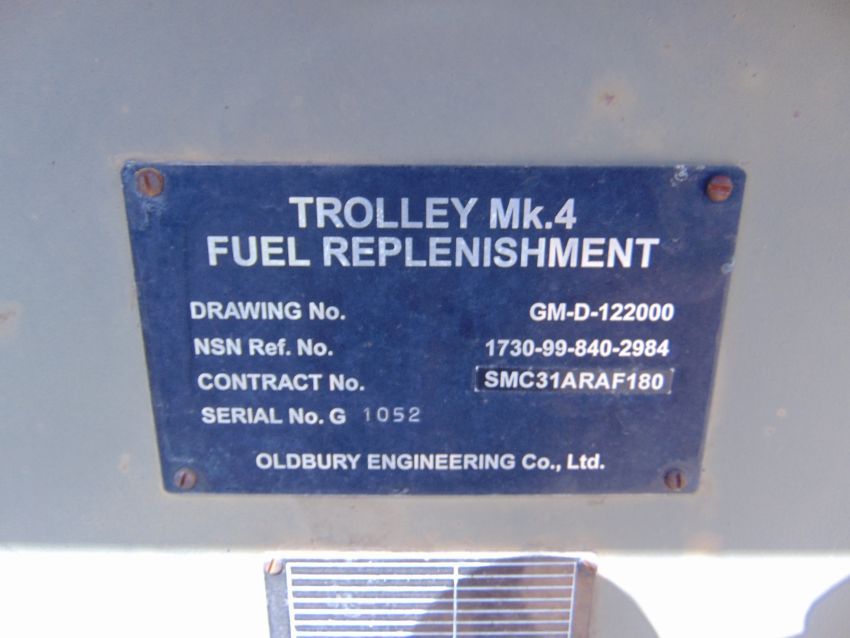 TROLLEY Mk.4
FUEL REPLENISHMENT
DRAWING No. GM-D-122000
NSN Ref. No. 1730-99-840-2984
CONTRACT No. SMC31ARAF180
SERIAL No. G 1052
OLDBURY ENGINEERING Co., Ltd.